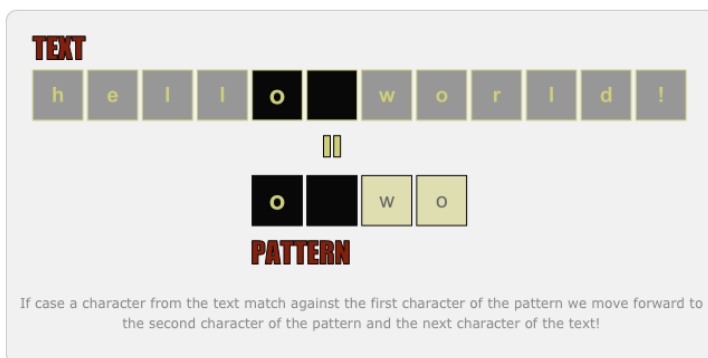 TEXT
h e l l o w o r l d !
o w o
PATTERN
If case a character from the text match against the first character of the pattern we move forward to
the second character of the pattern and the next character of the text!